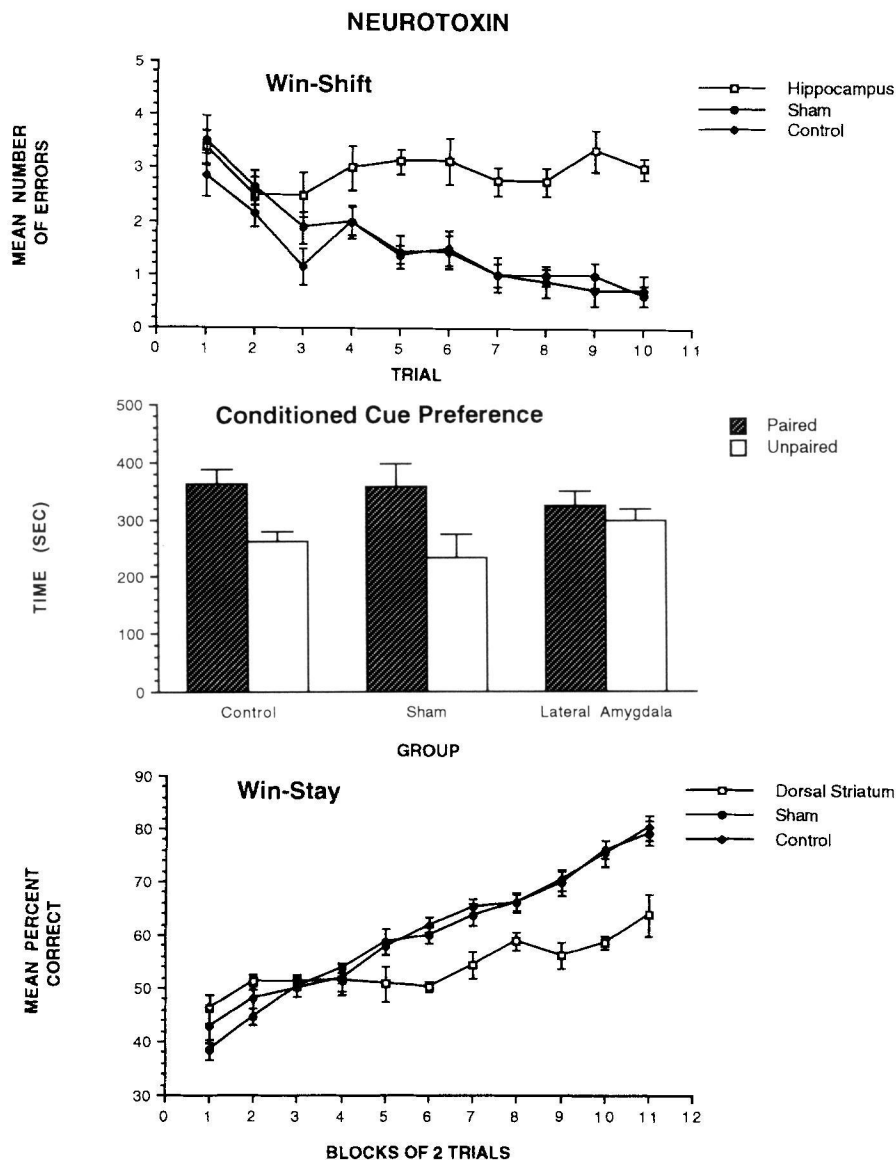 NEUROTOXIN
Win-Shift
Hippocampus
Sham
Control
MEAN NUMBER
OF ERRORS
5
4
3
2
1
0
0 1 2 3 4 5 6 7 8 9 10 11
TRIAL
Conditioned Cue Preference
Paired
Unpaired
TIME (SEC)
500
400
300
200
100
0
Control Sham Lateral Amygdala
GROUP
Win-Stay
Dorsal Striatum
Sham
Control
MEAN PERCENT
CORRECT
90
80
70
60
50
40
30
0 1 2 3 4 5 6 7 8 9 10 11 12
BLOCKS OF 2 TRIALS